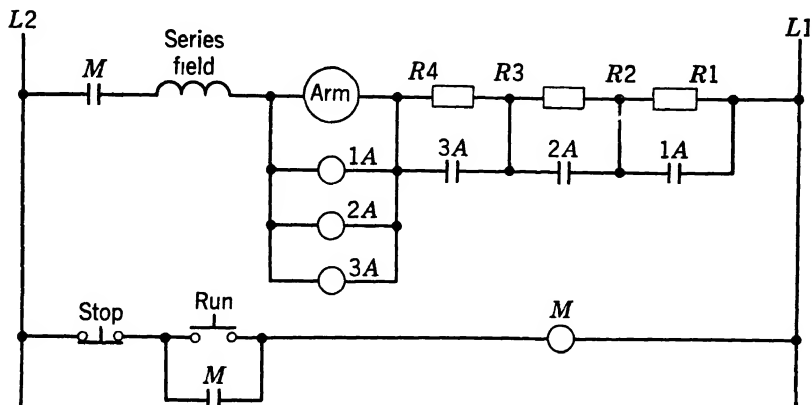 L2
L1
Series
field
M
Arm
R4
R3
R2
R1
1A
3A
2A
1A
2A
3A
Stop
Run
M
M